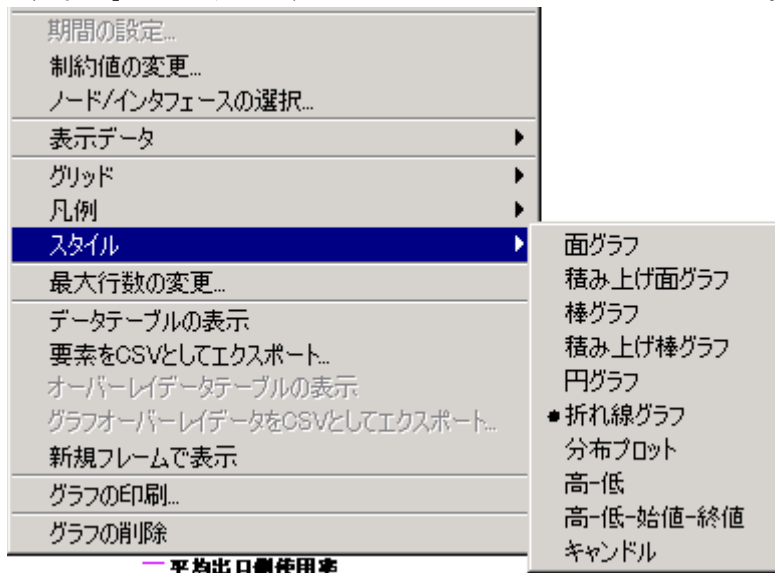 期間の設定...
制約値の変更...
ノード/インタフェースの選択...
表示データ
グリッド
凡例
スタイル
最大行数の変更...
データテーブルの表示
要素をCSVとしてエクスポート...
オーバーレイデータテーブルの表示
グラフオーバーレイデータをCSVとしてエクスポート...
新規フレームで表示
グラフの印刷...
グラフの削除
面グラフ
積み上げ面グラフ
棒グラフ
積み上げ棒グラフ
円グラフ
折れ線グラフ
分布プロット
高-低
高-低-始値-終値
キャンドル
平均出口側使用率